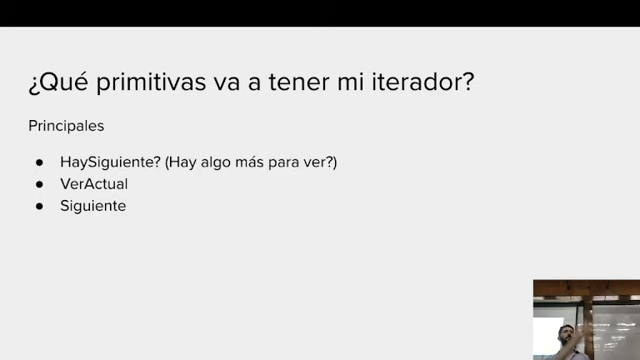 ¿Qué primitivas va a tener mi iterador?
Principales
● HaySiguiente? (Hay algo más para ver?)
● VerActual
● Siguiente